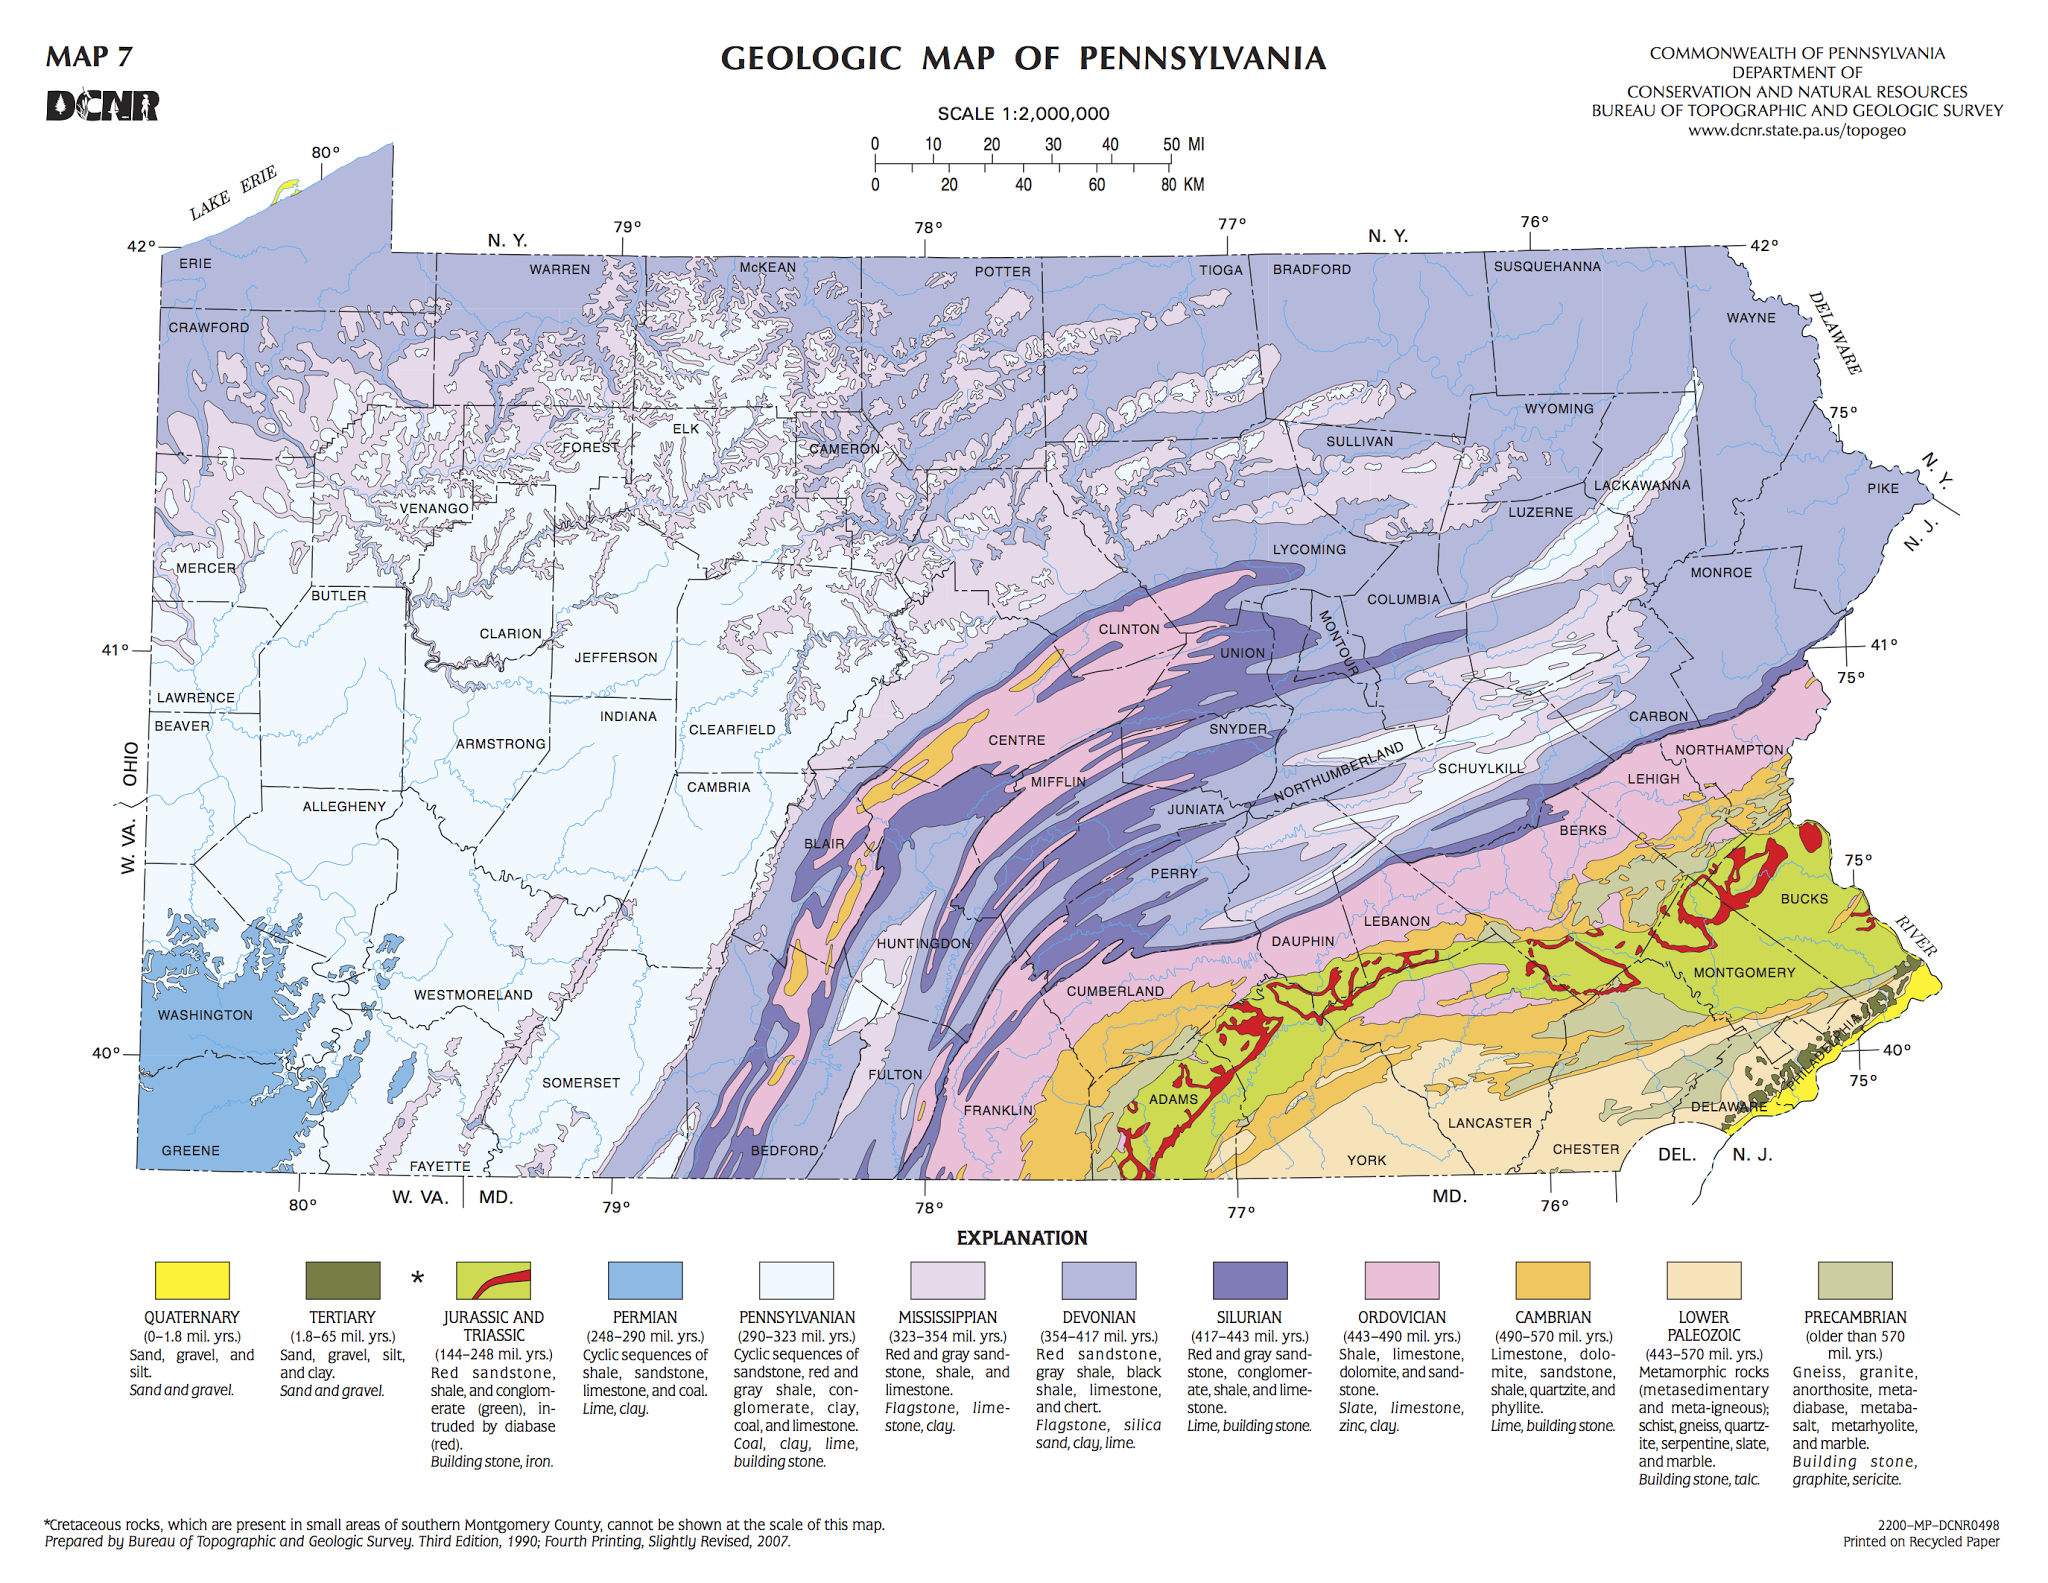 MAP 7
DCNR
GEOLOGIC MAP OF PENNSYLVANIA
COMMONWEALTH OF PENNSYLVANIA
DEPARTMENT OF
CONSERVATION AND NATURAL RESOURCES
BUREAU OF TOPOGRAPHIC AND GEOLOGIC SURVEY
www.dcnr.state.pa.us/topogeo
SCALE 1:2,000,000
0 10 20 30 40 50 MI
0 20 40 60 80 KM
LAKE ERIE
80°
79°
78°
77°
76°
42°
N. Y.
N. Y.
42°
ERIE
WARREN
McKEAN
POTTER
TIOGA
BRADFORD
SUSQUEHANNA
WAYNE
DELAWARE
CRAWFORD
75°
WYOMING
FOREST
ELK
CAMERON
SULLIVAN
LACKAWANNA
PIKE
N. Y.
N. J.
VENANGO
LUZERNE
LYCOMING
MERCER
BUTLER
MONROE
COLUMBIA
MONTOUR
CLARION
CLINTON
UNION
41°
JEFFERSON
41°
75°
LAWRENCE
BEAVER
INDIANA
CLEARFIELD
CARBON
ARMSTRONG
CENTRE
SNYDER
NORTHUMBERLAND
NORTHAMPTON
OHIO
W. VA.
SCHUYLKILL
LEHIGH
ALLEGHENY
CAMBRIA
MIFFLIN
JUNIATA
BERKS
BLAIR
PERRY
75°
BUCKS
HUNTINGDON
DAUPHIN
LEBANON
RIVER
WESTMORELAND
CUMBERLAND
MONTGOMERY
WASHINGTON
40°
SOMERSET
FULTON
FRANKLIN
ADAMS
PHILADELPHIA
40°
75°
LANCASTER
DELAWARE
GREENE
FAYETTE
BEDFORD
YORK
CHESTER
DEL.
N. J.
80°
W. VA.
MD.
79°
78°
77°
MD.
76°
EXPLANATION
QUATERNARY
(0–1.8 mil. yrs.)
Sand, gravel, and
silt.
Sand and gravel.
TERTIARY
(1.8–65 mil. yrs.)
Sand, gravel, silt,
and clay.
Sand and gravel.
*
JURASSIC AND
TRIASSIC
(144–248 mil. yrs.)
Red sandstone,
shale, and conglom-
erate (green), in-
truded by diabase
(red).
Building stone, iron.
PERMIAN
(248–290 mil. yrs.)
Cyclic sequences of
shale, sandstone,
limestone, and coal.
Lime, clay.
PENNSYLVANIAN
(290–323 mil. yrs.)
Cyclic sequences of
sandstone, red and
gray shale, con-
glomerate, clay,
coal, and limestone.
Coal, clay, lime,
building stone.
MISSISSIPPIAN
(323–354 mil. yrs.)
Red and gray sand-
stone, shale, and
limestone.
Flagstone, lime-
stone, clay.
DEVONIAN
(354–417 mil. yrs.)
Red sandstone,
gray shale, black
shale, limestone,
and chert.
Flagstone, silica
sand, clay, lime.
SILURIAN
(417–443 mil. yrs.)
Red and gray sand-
stone, conglomer-
ate, shale, and lime-
stone.
Lime, building stone.
ORDOVICIAN
(443–490 mil. yrs.)
Shale, limestone,
dolomite, and sand-
stone.
Slate, limestone,
zinc, clay.
CAMBRIAN
(490–570 mil. yrs.)
Limestone, dolo-
mite, sandstone,
shale, quartzite, and
phyllite.
Lime, building stone.
LOWER
PALEOZOIC
(443–570 mil. yrs.)
Metamorphic rocks
(metasedimentary
and meta-igneous);
schist, gneiss, quartz-
ite, serpentine, slate,
and marble.
Building stone, talc.
PRECAMBRIAN
(older than 570
mil. yrs.)
Gneiss, granite,
anorthosite, meta-
diabase, metaba-
salt, metarhyolite,
and marble.
Building stone,
graphite, sericite.
*Cretaceous rocks, which are present in small areas of southern Montgomery County, cannot be shown at the scale of this map.
Prepared by Bureau of Topographic and Geologic Survey. Third Edition, 1990; Fourth Printing, Slightly Revised, 2007.
2200–MP–DCNR0498
Printed on Recycled Paper